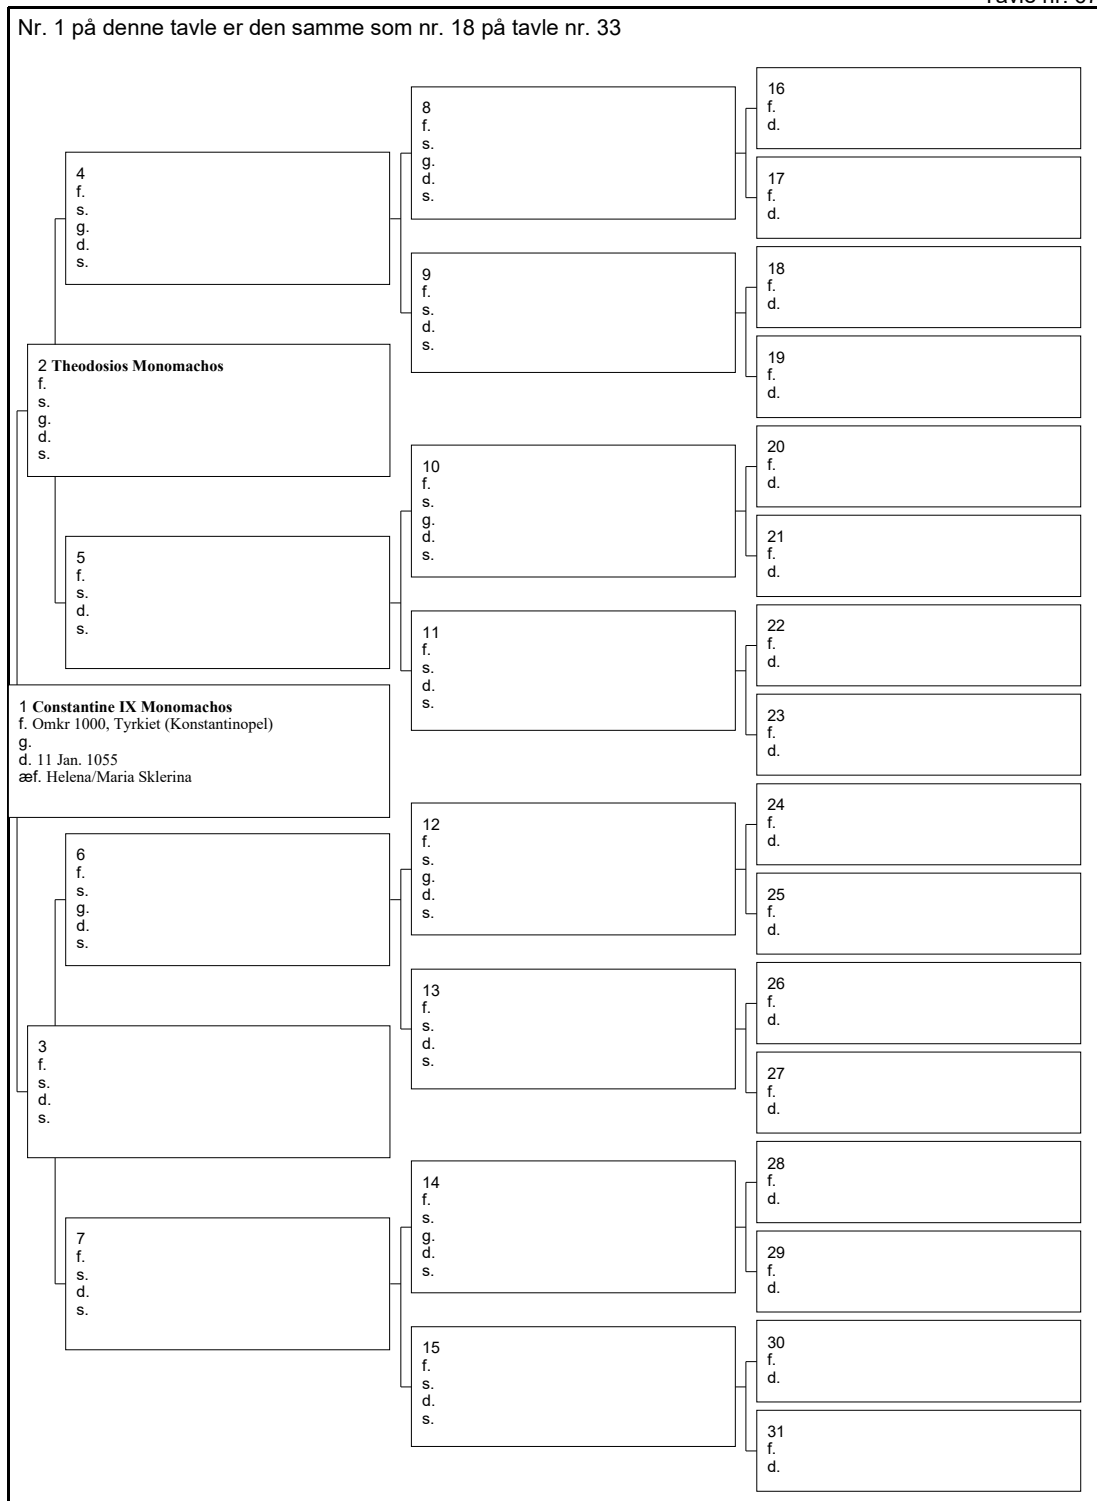 Nr. 1 på denne tavle er den samme som nr. 18 på tavle nr. 33
16
f.
d.
8
f.
s.
g.
d.
s.
17
f.
d.
4
f.
s.
g.
d.
s.
18
f.
d.
9
f.
s.
d.
s.
19
f.
d.
2 Theodosios Monomachos
f.
s.
g.
d.
s.
20
f.
d.
10
f.
s.
g.
d.
s.
21
f.
d.
5
f.
s.
d.
s.
22
f.
d.
11
f.
s.
d.
s.
23
f.
d.
1 Constantine IX Monomachos
f. Omkr 1000, Tyrkiet (Konstantinopel)
g.
d. 11 Jan. 1055
æf. Helena/Maria Sklerina
24
f.
d.
12
f.
s.
g.
d.
s.
25
f.
d.
6
f.
s.
g.
d.
s.
26
f.
d.
13
f.
s.
d.
s.
27
f.
d.
3
f.
s.
d.
s.
28
f.
d.
14
f.
s.
g.
d.
s.
29
f.
d.
7
f.
s.
d.
s.
30
f.
d.
15
f.
s.
d.
s.
31
f.
d.